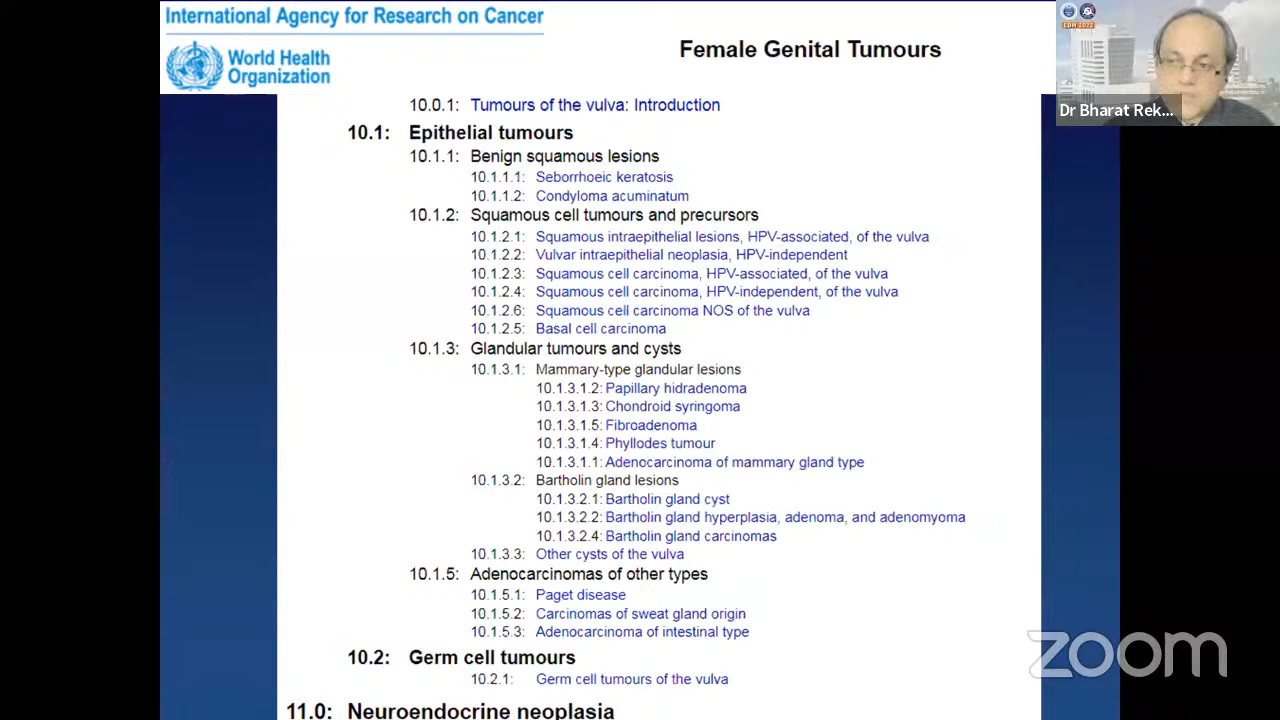 International Agency for Research on Cancer
World Health
Organization
Female Genital Tumours
CDH 2022
Dr Bharat Rek...
10.0.1: Tumours of the vulva: Introduction
10.1: Epithelial tumours
10.1.1: Benign squamous lesions
10.1.1.1: Seborrhoeic keratosis
10.1.1.2: Condyloma acuminatum
10.1.2: Squamous cell tumours and precursors
10.1.2.1: Squamous intraepithelial lesions, HPV-associated, of the vulva
10.1.2.2: Vulvar intraepithelial neoplasia, HPV-independent
10.1.2.3: Squamous cell carcinoma, HPV-associated, of the vulva
10.1.2.4: Squamous cell carcinoma, HPV-independent, of the vulva
10.1.2.6: Squamous cell carcinoma NOS of the vulva
10.1.2.5: Basal cell carcinoma
10.1.3: Glandular tumours and cysts
10.1.3.1: Mammary-type glandular lesions
10.1.3.1.2: Papillary hidradenoma
10.1.3.1.3: Chondroid syringoma
10.1.3.1.5: Fibroadenoma
10.1.3.1.4: Phyllodes tumour
10.1.3.1.1: Adenocarcinoma of mammary gland type
10.1.3.2: Bartholin gland lesions
10.1.3.2.1: Bartholin gland cyst
10.1.3.2.2: Bartholin gland hyperplasia, adenoma, and adenomyoma
10.1.3.2.4: Bartholin gland carcinomas
10.1.3.3: Other cysts of the vulva
10.1.5: Adenocarcinomas of other types
10.1.5.1: Paget disease
10.1.5.2: Carcinomas of sweat gland origin
10.1.5.3: Adenocarcinoma of intestinal type
10.2: Germ cell tumours
10.2.1: Germ cell tumours of the vulva
11.0: Neuroendocrine neoplasia
zoom